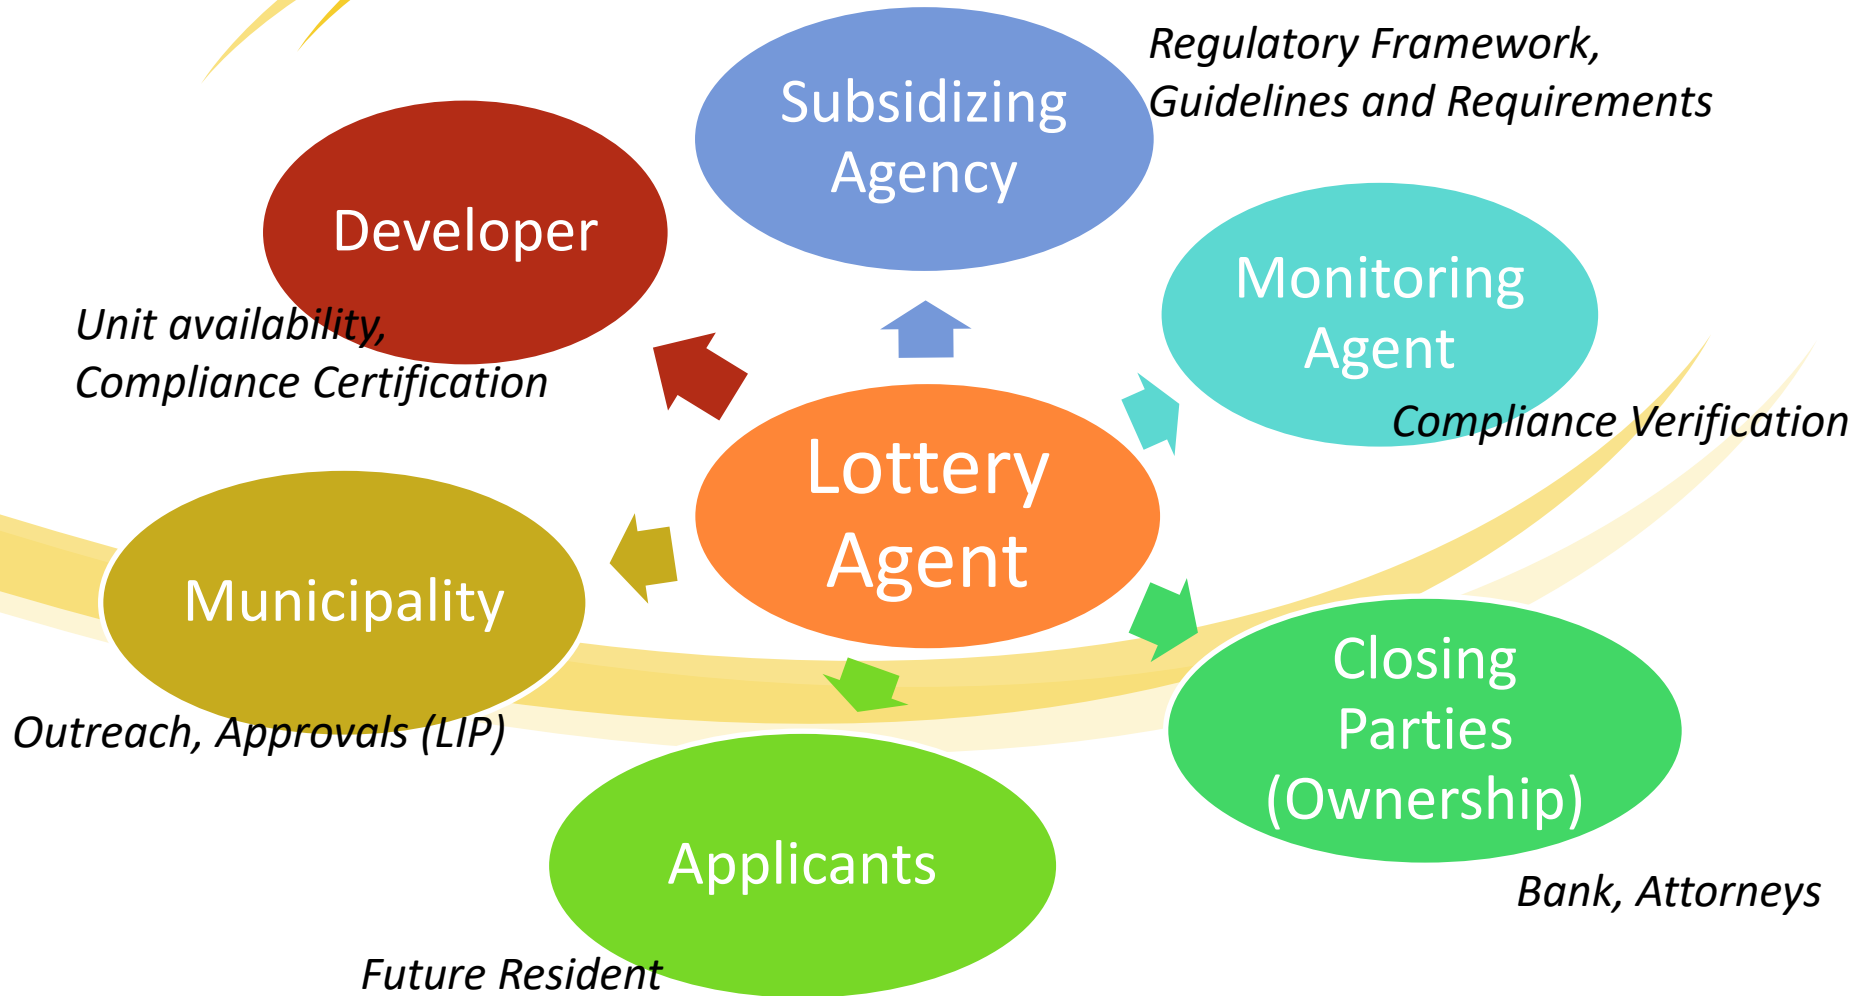 Subsidizing
Agency
Regulatory Framework,
Guidelines and Requirements
Developer
Unit availability,
Compliance Certification
Monitoring
Agent
Compliance Verification
Lottery
Agent
Municipality
Outreach, Approvals (LIP)
Closing
Parties
(Ownership)
Bank, Attorneys
Applicants
Future Resident